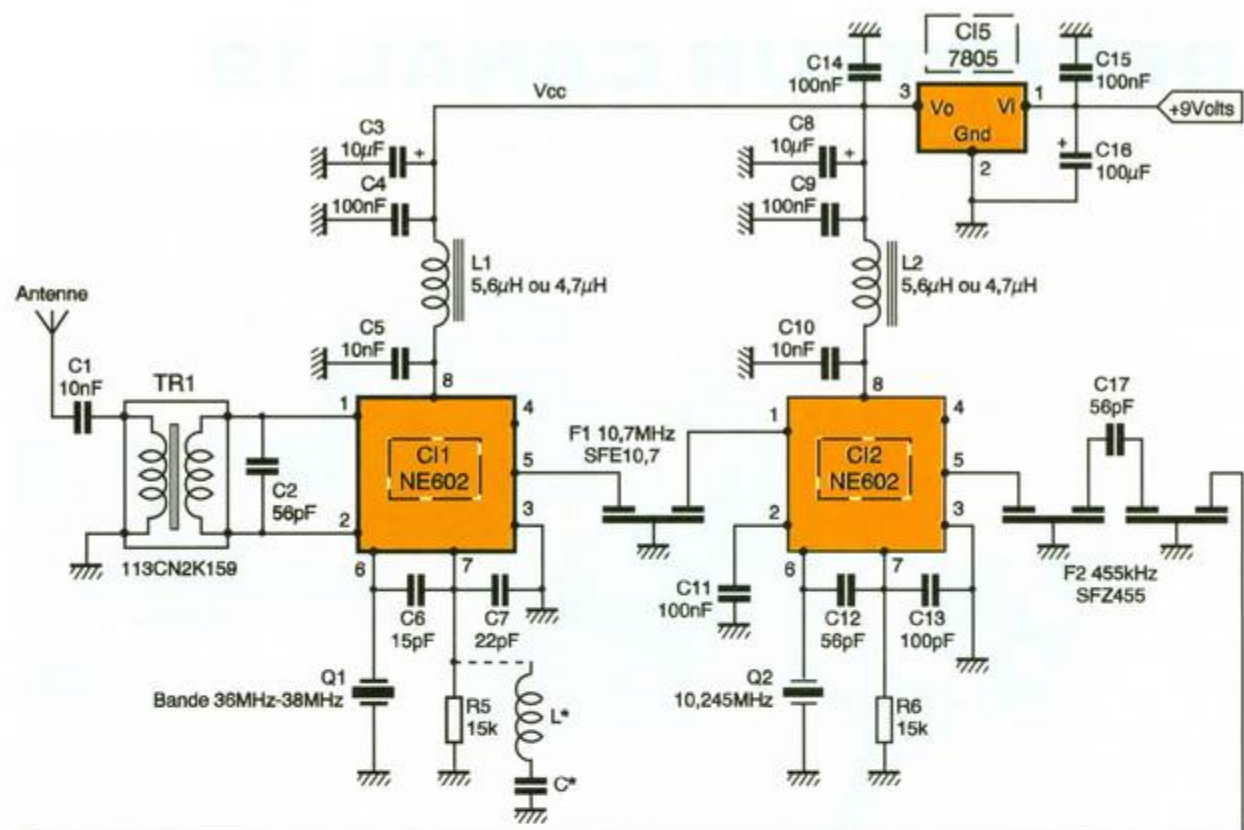 CI5
7805
C14
100nF
C15
100nF
Vcc
3
Vo
VI
1
+9Volts
Gnd
2
+
C16
100µF
C3
10µF
+
C4
100nF
C8
10µF
+
C9
100nF
L1
5,6µH ou 4,7µH
L2
5,6µH ou 4,7µH
Antenne
C1
10nF
C5
10nF
C10
10nF
TR1
113CN2K159
C2
56pF
8
1
2
CI1
NE602
4
5
3
6
7
F1 10,7MHz
SFE10,7
8
1
2
CI2
NE602
4
5
3
6
7
C17
56pF
F2 455kHz
SFZ455
C6
15pF
C7
22pF
C11
100nF
C12
56pF
C13
100pF
Q1
Bande 36MHz-38MHz
R5
15k
L*
C*
Q2
10,245MHz
R6
15k